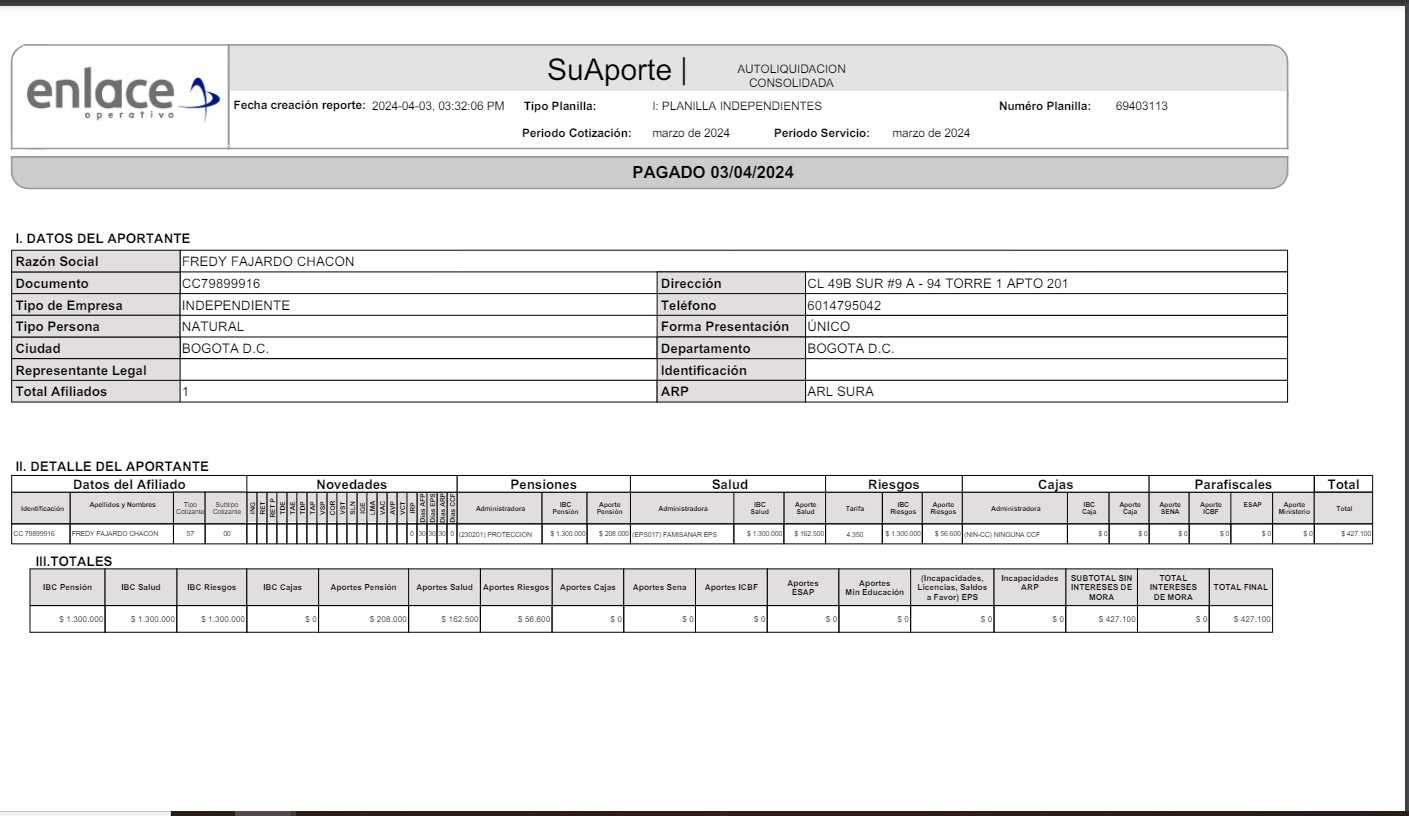 enlace
operativo
SuAporte |
AUTOLIQUIDACION
CONSOLIDADA
Fecha creación reporte: 2024-04-03, 03:32:06 PM Tipo Planilla: I: PLANILLA INDEPENDIENTES Numéro Planilla: 69403113
Periodo Cotización: marzo de 2024 Periodo Servicio: marzo de 2024
PAGADO 03/04/2024
I. DATOS DEL APORTANTE
Razón Social FREDY FAJARDO CHACON
Documento CC79899916 Dirección CL 49B SUR #9 A - 94 TORRE 1 APTO 201
Tipo de Empresa INDEPENDIENTE Teléfono 6014795042
Tipo Persona NATURAL Forma Presentación ÚNICO
Ciudad BOGOTA D.C. Departamento BOGOTA D.C.
Representante Legal Identificación
Total Afiliados 1 ARP ARL SURA
II. DETALLE DEL APORTANTE
Datos del Afiliado Novedades Pensiones Salud Riesgos Cajas Parafiscales Total
Identificación Apellidos y Nombres Tipo Cotizante Subtipo Cotizante ING RET RET P TDE TAE TDP TAP VSP COR VST SLN IGE LMA VAC AVP VCT IRP Dias AFP Dias EPS Dias ARP Dias CCF Administradora IBC Pensión Aporte Pensión Administradora IBC Salud Aporte Salud Tarifa IBC Riesgos Aporte Riesgos Administradora IBC Caja Aporte Caja Aporte SENA Aporte ICBF ESAP Aporte Ministerio Total
CC 79899916 FREDY FAJARDO CHACON 57 00 0 30 30 30 0 (230201) PROTECCION $ 1.300.000 $ 208.000 (EPS017) FAMISANAR EPS $ 1.300.000 $ 162.500 4.350 $ 1.300.000 $ 56.600 (NIN-CC) NINGUNA CCF $ 0 $ 0 $ 0 $ 0 $ 0 $ 0 $ 427.100
III.TOTALES
IBC Pensión IBC Salud IBC Riesgos IBC Cajas Aportes Pensión Aportes Salud Aportes Riesgos Aportes Cajas Aportes Sena Aportes ICBF Aportes ESAP Aportes Min Educación (Incapacidades, Licencias, Saldos a Favor) EPS Incapacidades ARP SUBTOTAL SIN INTERESES DE MORA TOTAL INTERESES DE MORA TOTAL FINAL
$ 1.300.000 $ 1.300.000 $ 1.300.000 $ 0 $ 208.000 $ 162.500 $ 56.600 $ 0 $ 0 $ 0 $ 0 $ 0 $ 0 $ 0 $ 427.100 $ 0 $ 427.100